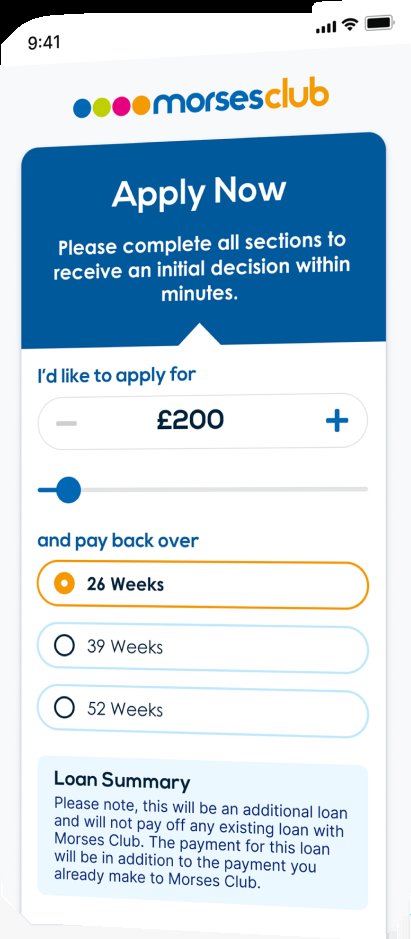 9:41
morsesclub
Apply Now
Please complete all sections to
receive an initial decision within
minutes.
I'd like to apply for
£200
and pay back over
26 Weeks
39 Weeks
52 Weeks
Loan Summary
Please note, this will be an additional loan
and will not pay off any existing loan with
Morses Club. The payment for this loan
will be in addition to the payment you
already make to Morses Club.